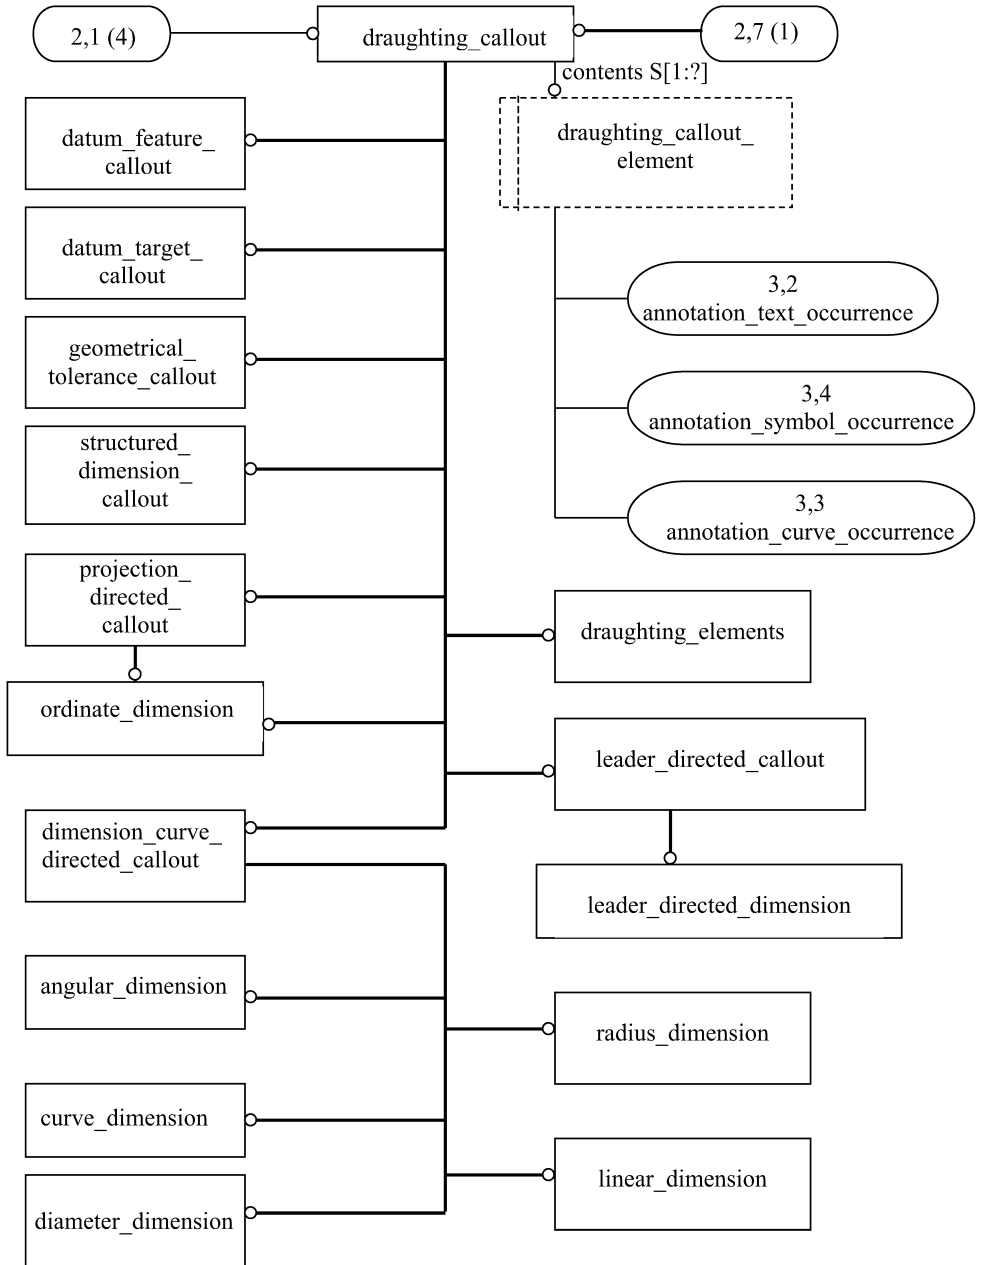 2,1 (4)
draughting_callout
2,7 (1)
contents S[1:?]
datum_feature_
callout
draughting_callout_
element
datum_target_
callout
3,2
annotation_text_occurrence
geometrical_
tolerance_callout
3,4
annotation_symbol_occurrence
structured_
dimension_
callout
3,3
annotation_curve_occurrence
projection_
directed_
callout
draughting_elements
ordinate_dimension
leader_directed_callout
dimension_curve_
directed_callout
leader_directed_dimension
angular_dimension
radius_dimension
curve_dimension
linear_dimension
diameter_dimension